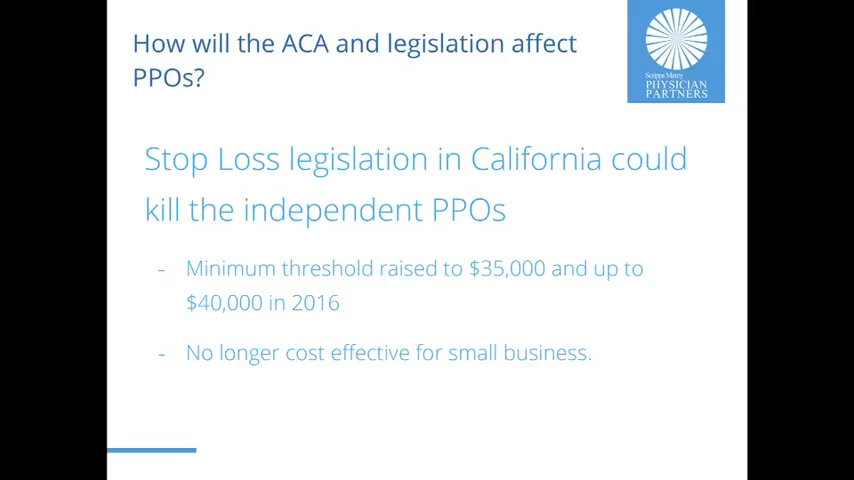 How will the ACA and legislation affect
PPOs?
Scripps Mercy
PHYSICIAN
PARTNERS
Stop Loss legislation in California could
kill the independent PPOs
- Minimum threshold raised to $35,000 and up to
$40,000 in 2016
- No longer cost effective for small business.